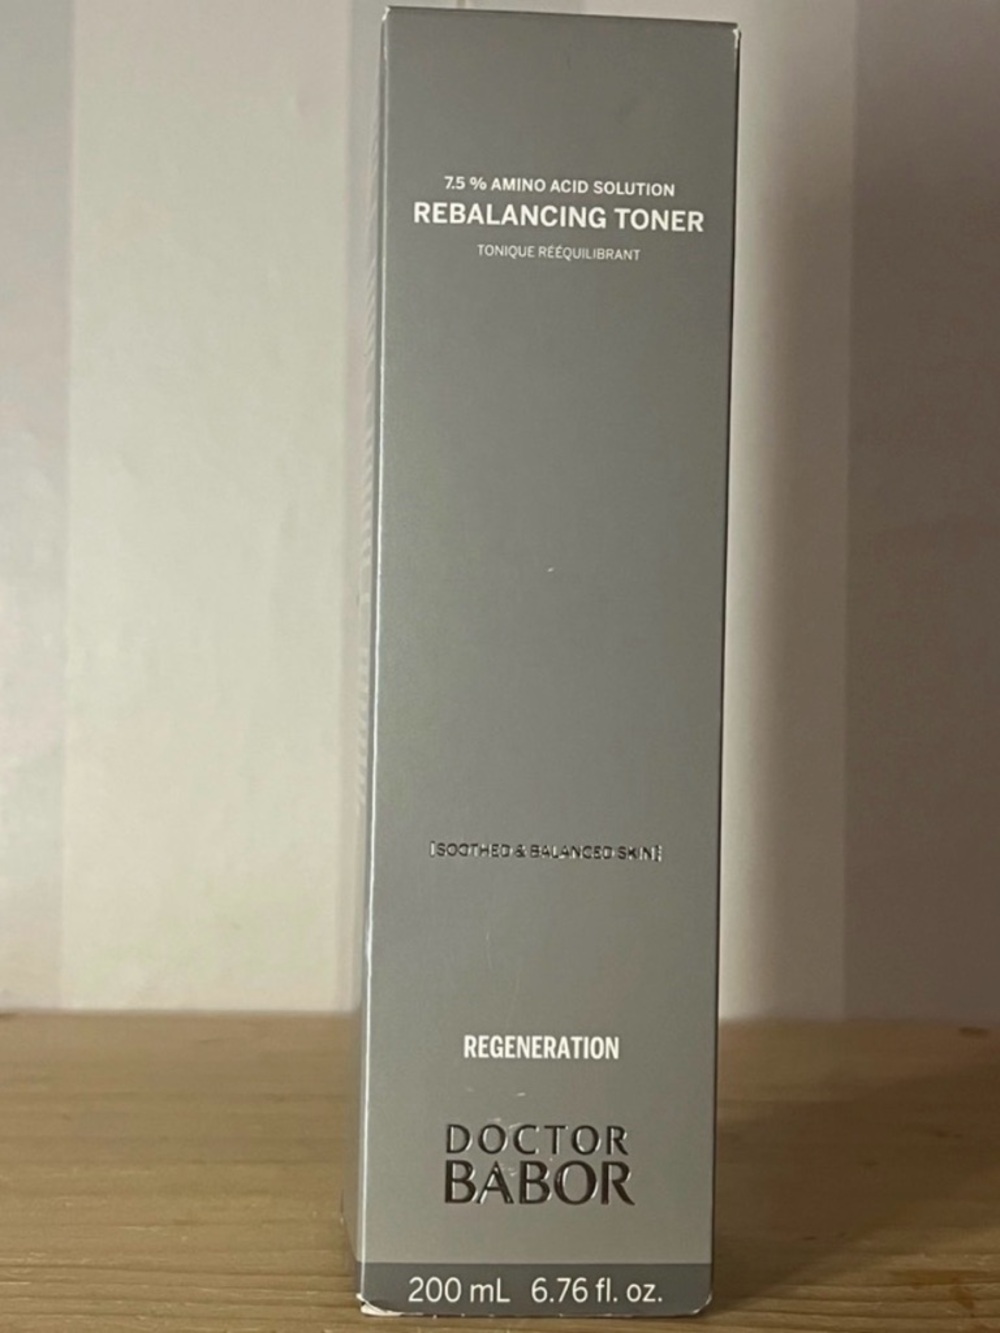 7.5 % AMINO ACID SOLUTION
REBALANCING TONER
TONIQUE RÉÉQUILIBRANT
[SOOTHED & BALANCED SKIN]
REGENERATION
DOCTOR
BABOR
200 mL 6.76 fl. oz.